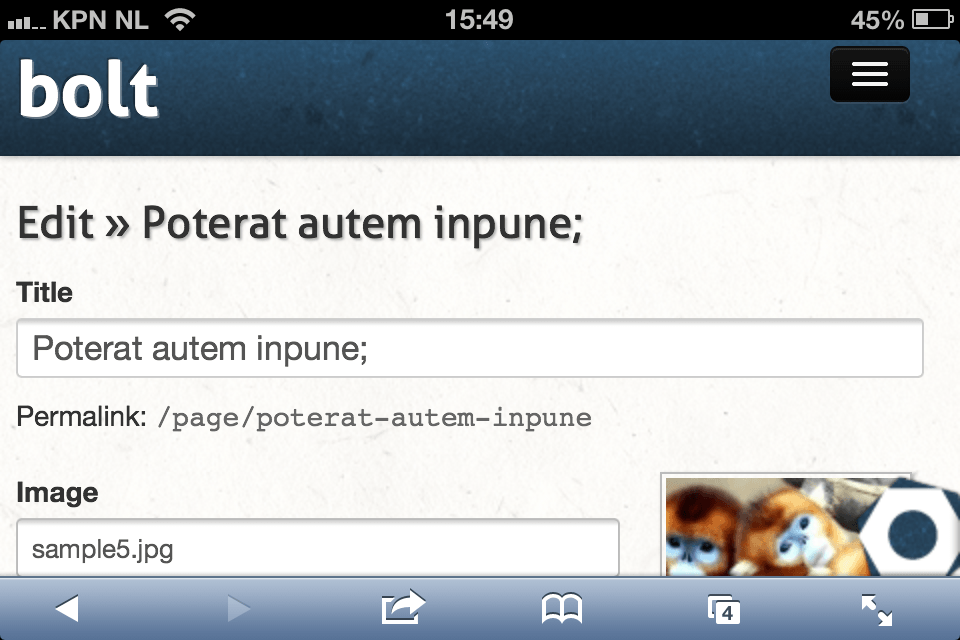 KPN NL 15:49 45%
bolt
Edit » Poterat autem inpune;
Title
Poterat autem inpune;
Permalink: /page/poterat-autem-inpune
Image
sample5.jpg
4